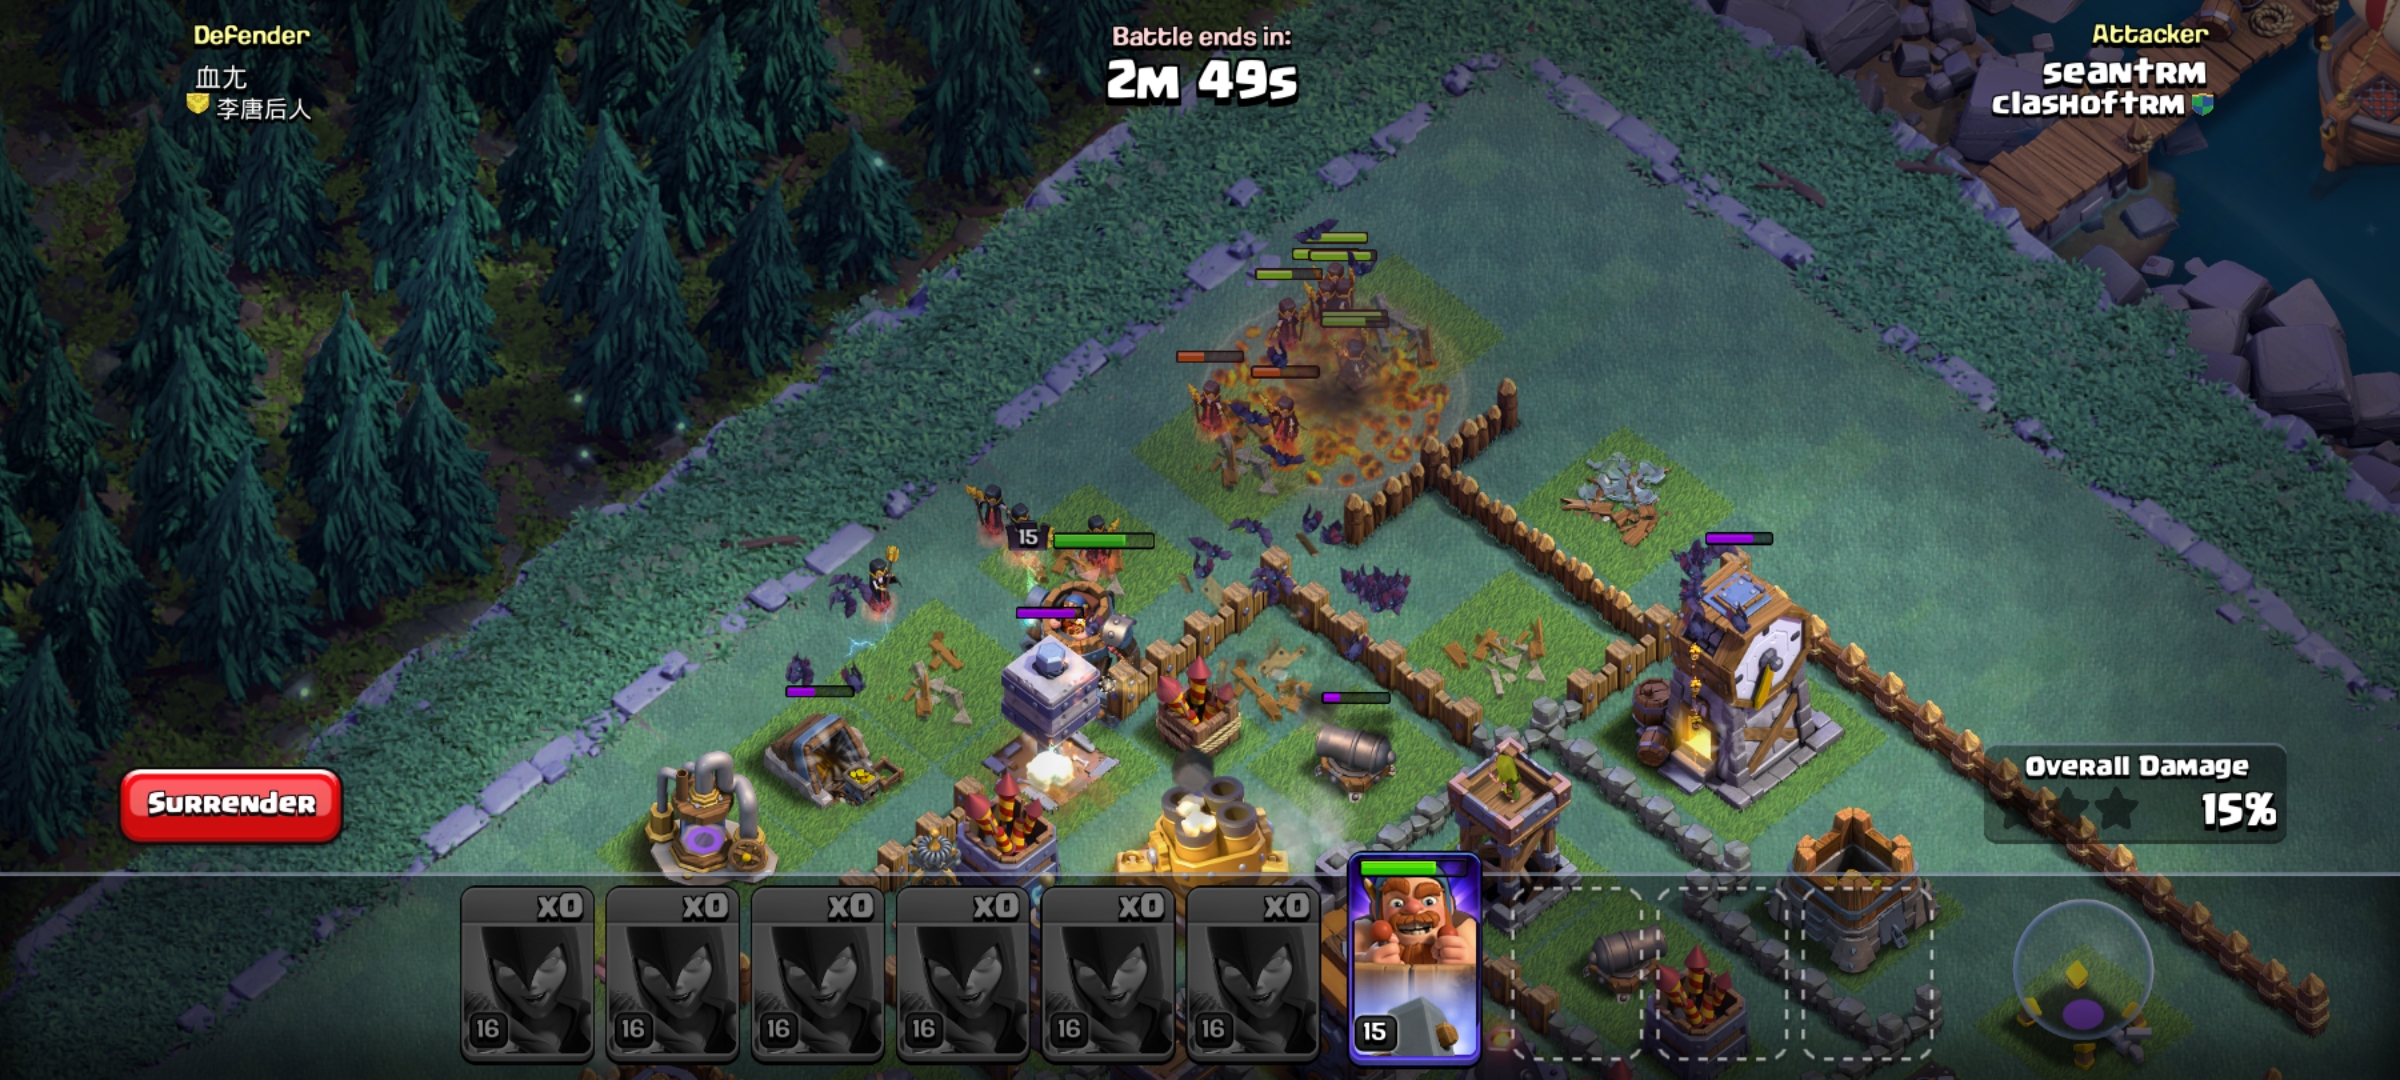 Defender
血尢
李唐后人
Battle ends in:
2m 49s
Attacker
seantrm
clashoftrm
15
Surrender
Overall Damage
15%
x0
x0
x0
x0
x0
x0
16
16
16
16
16
16
15